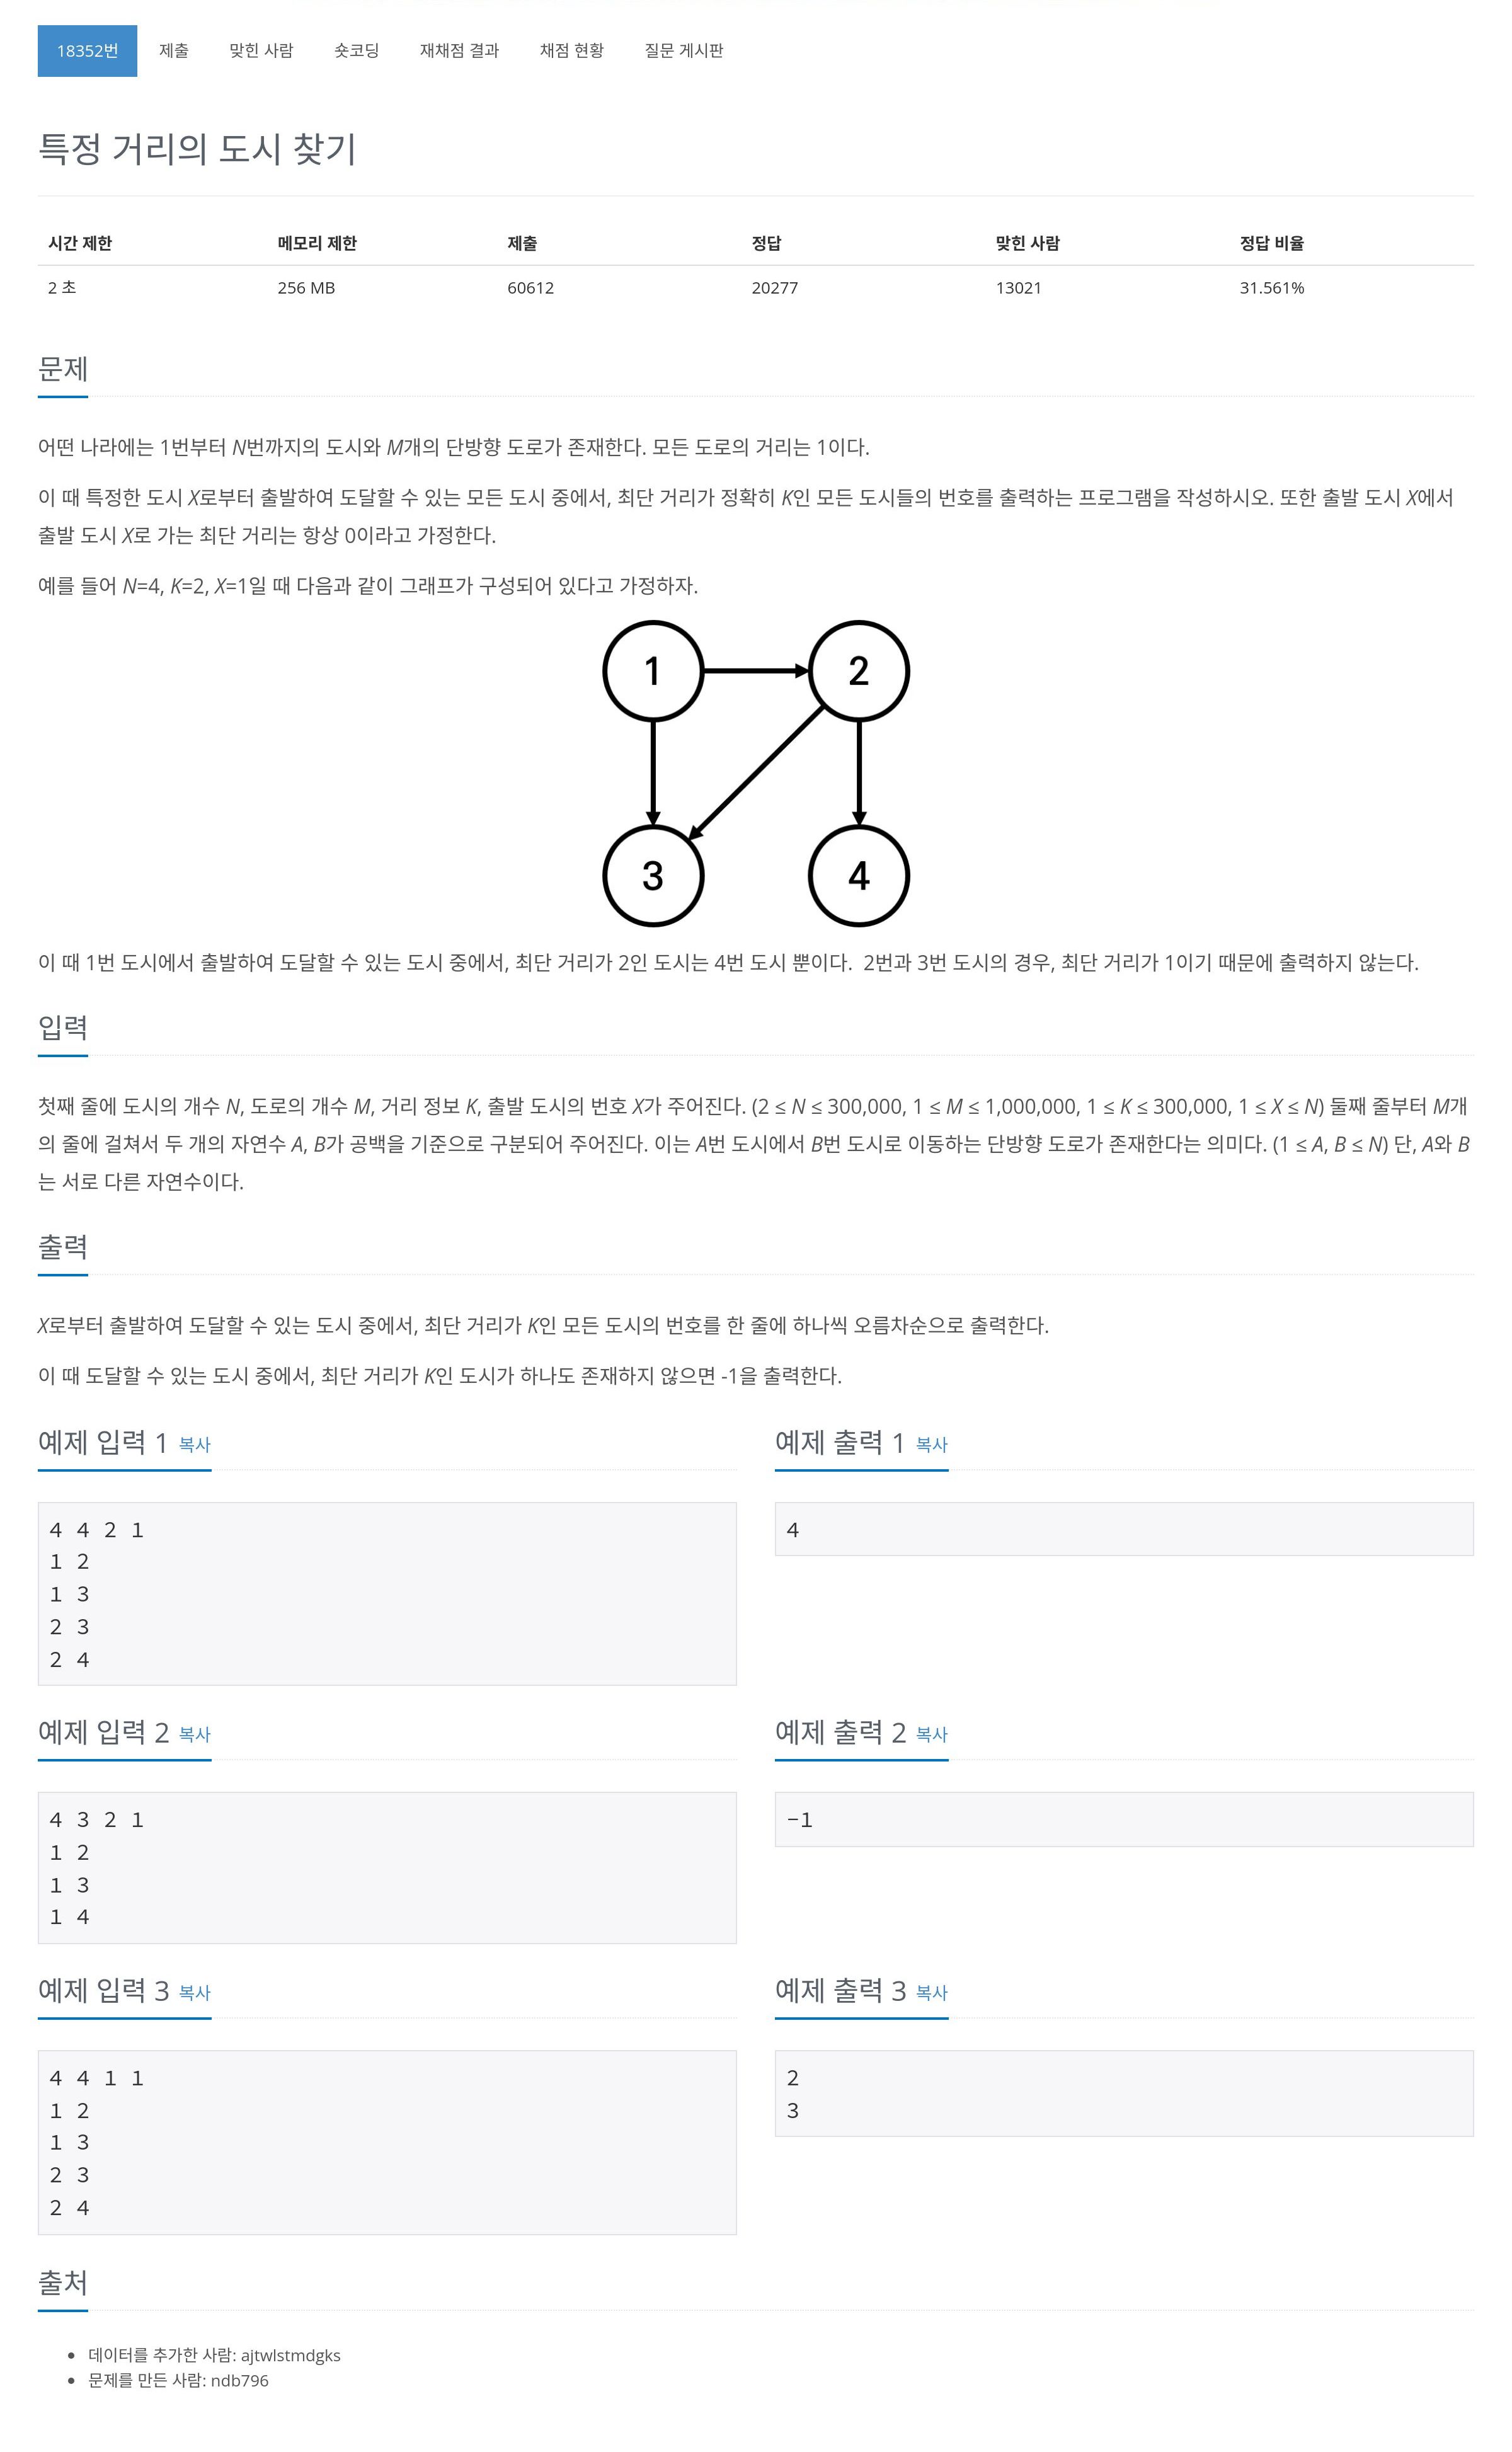 18352번 제출 맞힌 사람 숏코딩 재채점 결과 채점 현황 질문 게시판
특정 거리의 도시 찾기
시간 제한 메모리 제한 제출 정답 맞힌 사람 정답 비율
2 초 256 MB 60612 20277 13021 31.561%
문제
어떤 나라에는 1번부터 N번까지의 도시와 M개의 단방향 도로가 존재한다. 모든 도로의 거리는 1이다.
이 때 특정한 도시 X로부터 출발하여 도달할 수 있는 모든 도시 중에서, 최단 거리가 정확히 K인 모든 도시들의 번호를 출력하는 프로그램을 작성하시오. 또한 출발 도시 X에서
출발 도시 X로 가는 최단 거리는 항상 0이라고 가정한다.
예를 들어 N=4, K=2, X=1일 때 다음과 같이 그래프가 구성되어 있다고 가정하자.
1 2
3 4
이 때 1번 도시에서 출발하여 도달할 수 있는 도시 중에서, 최단 거리가 2인 도시는 4번 도시 뿐이다.  2번과 3번 도시의 경우, 최단 거리가 1이기 때문에 출력하지 않는다.
입력
첫째 줄에 도시의 개수 N, 도로의 개수 M, 거리 정보 K, 출발 도시의 번호 X가 주어진다. (2 ≤ N ≤ 300,000, 1 ≤ M ≤ 1,000,000, 1 ≤ K ≤ 300,000, 1 ≤ X ≤ N) 둘째 줄부터 M개
의 줄에 걸쳐서 두 개의 자연수 A, B가 공백을 기준으로 구분되어 주어진다. 이는 A번 도시에서 B번 도시로 이동하는 단방향 도로가 존재한다는 의미다. (1 ≤ A, B ≤ N) 단, A와 B
는 서로 다른 자연수이다.
출력
X로부터 출발하여 도달할 수 있는 도시 중에서, 최단 거리가 K인 모든 도시의 번호를 한 줄에 하나씩 오름차순으로 출력한다.
이 때 도달할 수 있는 도시 중에서, 최단 거리가 K인 도시가 하나도 존재하지 않으면 -1을 출력한다.
예제 입력 1 복사
4 4 2 1
1 2
1 3
2 3
2 4
예제 출력 1 복사
4
예제 입력 2 복사
4 3 2 1
1 2
1 3
1 4
예제 출력 2 복사
-1
예제 입력 3 복사
4 4 1 1
1 2
1 3
2 3
2 4
예제 출력 3 복사
2
3
출처
데이터를 추가한 사람: ajtwlstmdgks
문제를 만든 사람: ndb796